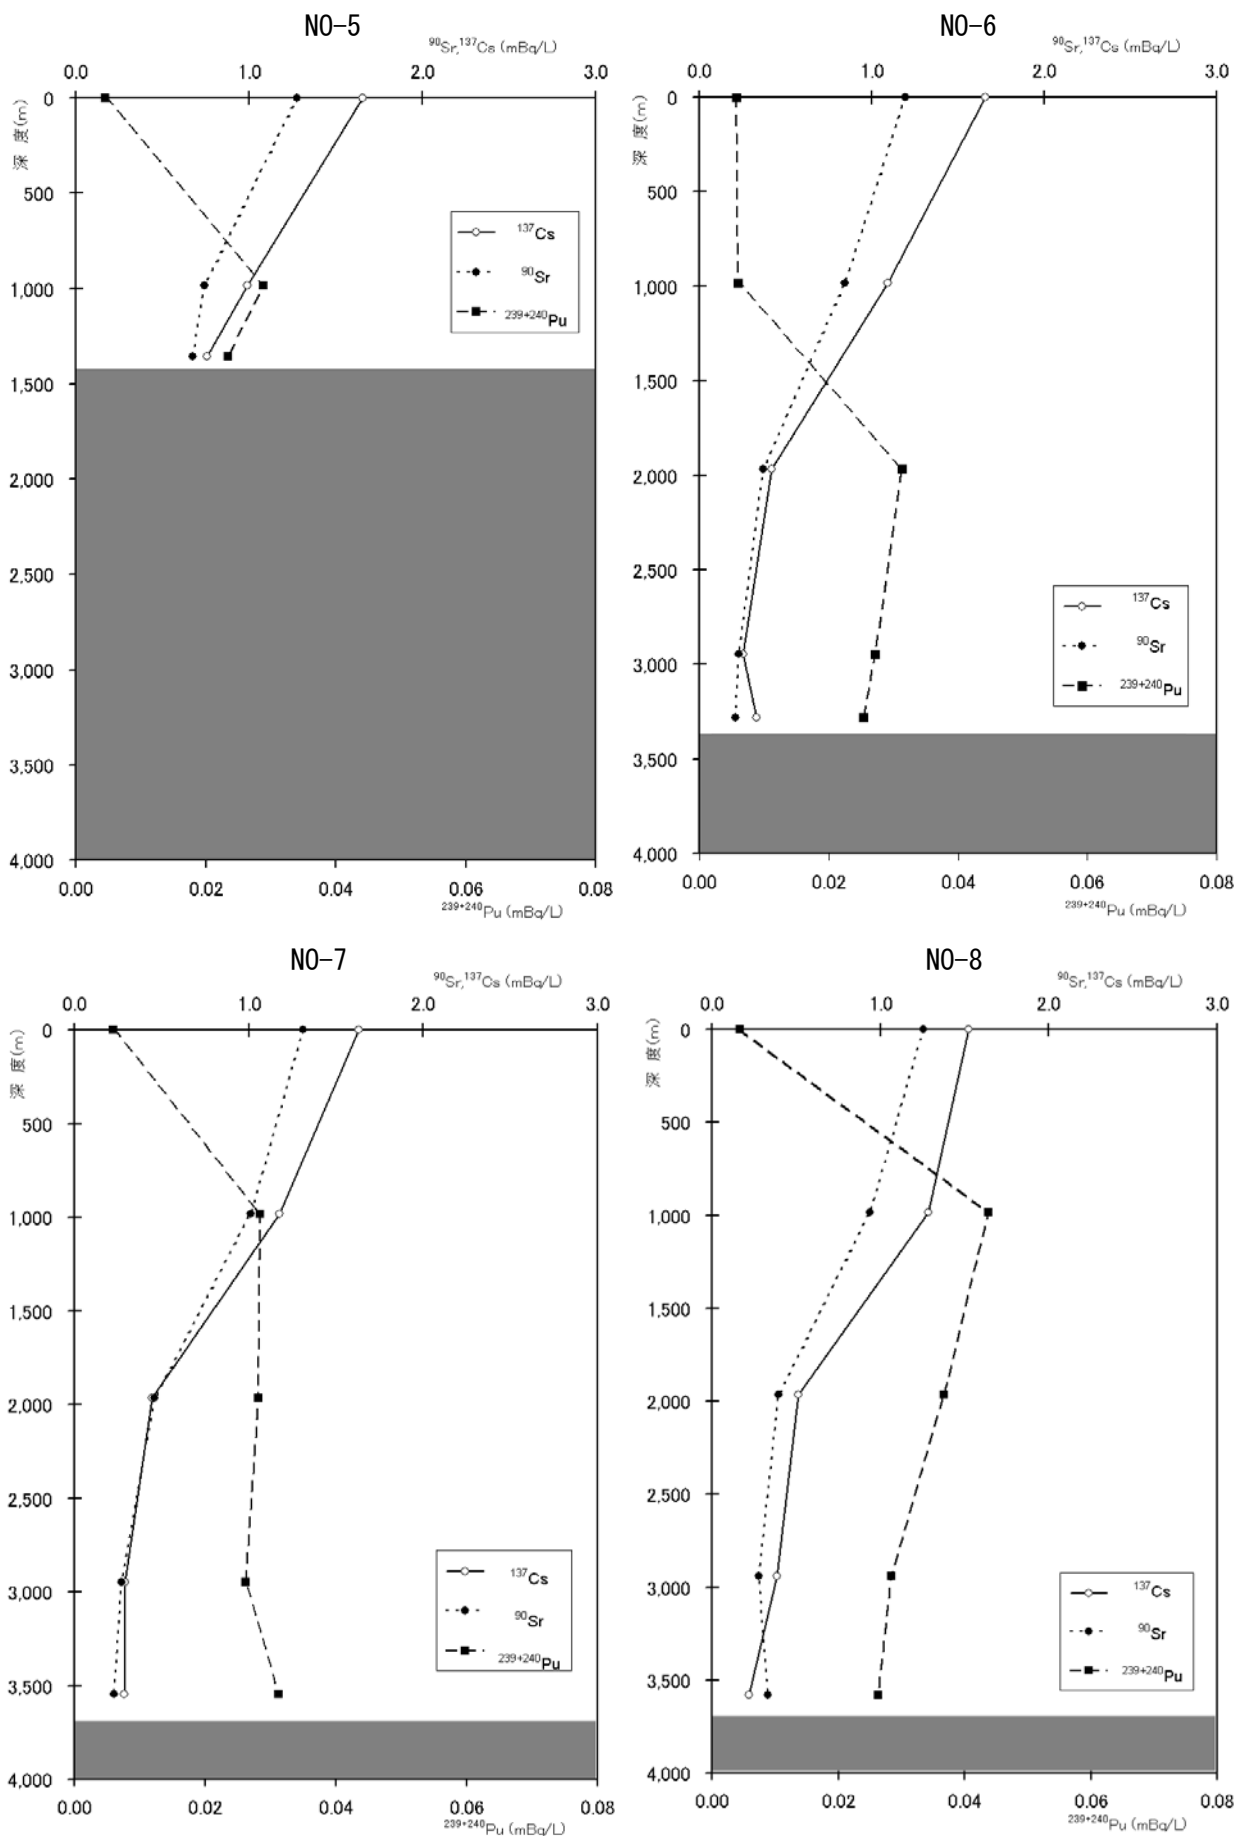 NO-5
⁹⁰Sr,¹³⁷Cs (mBq/L)
0.0 1.0 2.0 3.0
深 度(m)
0
500
1,000
1,500
2,000
2,500
3,000
3,500
4,000
¹³⁷Cs
⁹⁰Sr
²³⁹⁺²⁴⁰Pu
0.00 0.02 0.04 0.06 0.08
²³⁹⁺²⁴⁰Pu (mBq/L)
NO-6
⁹⁰Sr,¹³⁷Cs (mBq/L)
0.0 1.0 2.0 3.0
深 度(m)
0
500
1,000
1,500
2,000
2,500
3,000
3,500
4,000
¹³⁷Cs
⁹⁰Sr
²³⁹⁺²⁴⁰Pu
0.00 0.02 0.04 0.06 0.08
²³⁹⁺²⁴⁰Pu (mBq/L)
NO-7
⁹⁰Sr,¹³⁷Cs (mBq/L)
0.0 1.0 2.0 3.0
深 度(m)
0
500
1,000
1,500
2,000
2,500
3,000
3,500
4,000
¹³⁷Cs
⁹⁰Sr
²³⁹⁺²⁴⁰Pu
0.00 0.02 0.04 0.06 0.08
²³⁹⁺²⁴⁰Pu (mBq/L)
NO-8
⁹⁰Sr,¹³⁷Cs (mBq/L)
0.0 1.0 2.0 3.0
深 度(m)
0
500
1,000
1,500
2,000
2,500
3,000
3,500
4,000
¹³⁷Cs
⁹⁰Sr
²³⁹⁺²⁴⁰Pu
0.00 0.02 0.04 0.06 0.08
²³⁹⁺²⁴⁰Pu (mBq/L)